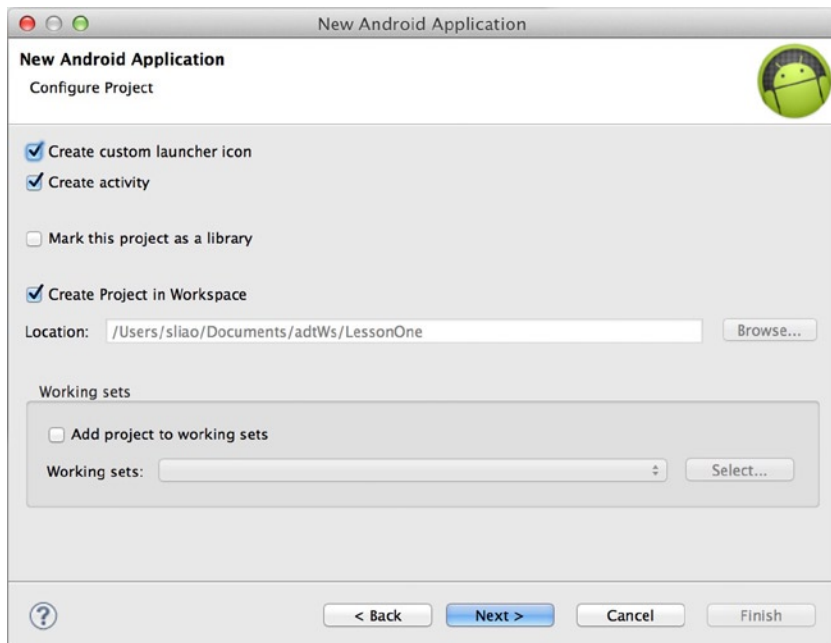 New Android Application
New Android Application
Configure Project
Create custom launcher icon
Create activity
Mark this project as a library
Create Project in Workspace
Location: /Users/sliao/Documents/adtWs/LessonOne Browse...
Working sets
Add project to working sets
Working sets: Select...
? < Back Next > Cancel Finish